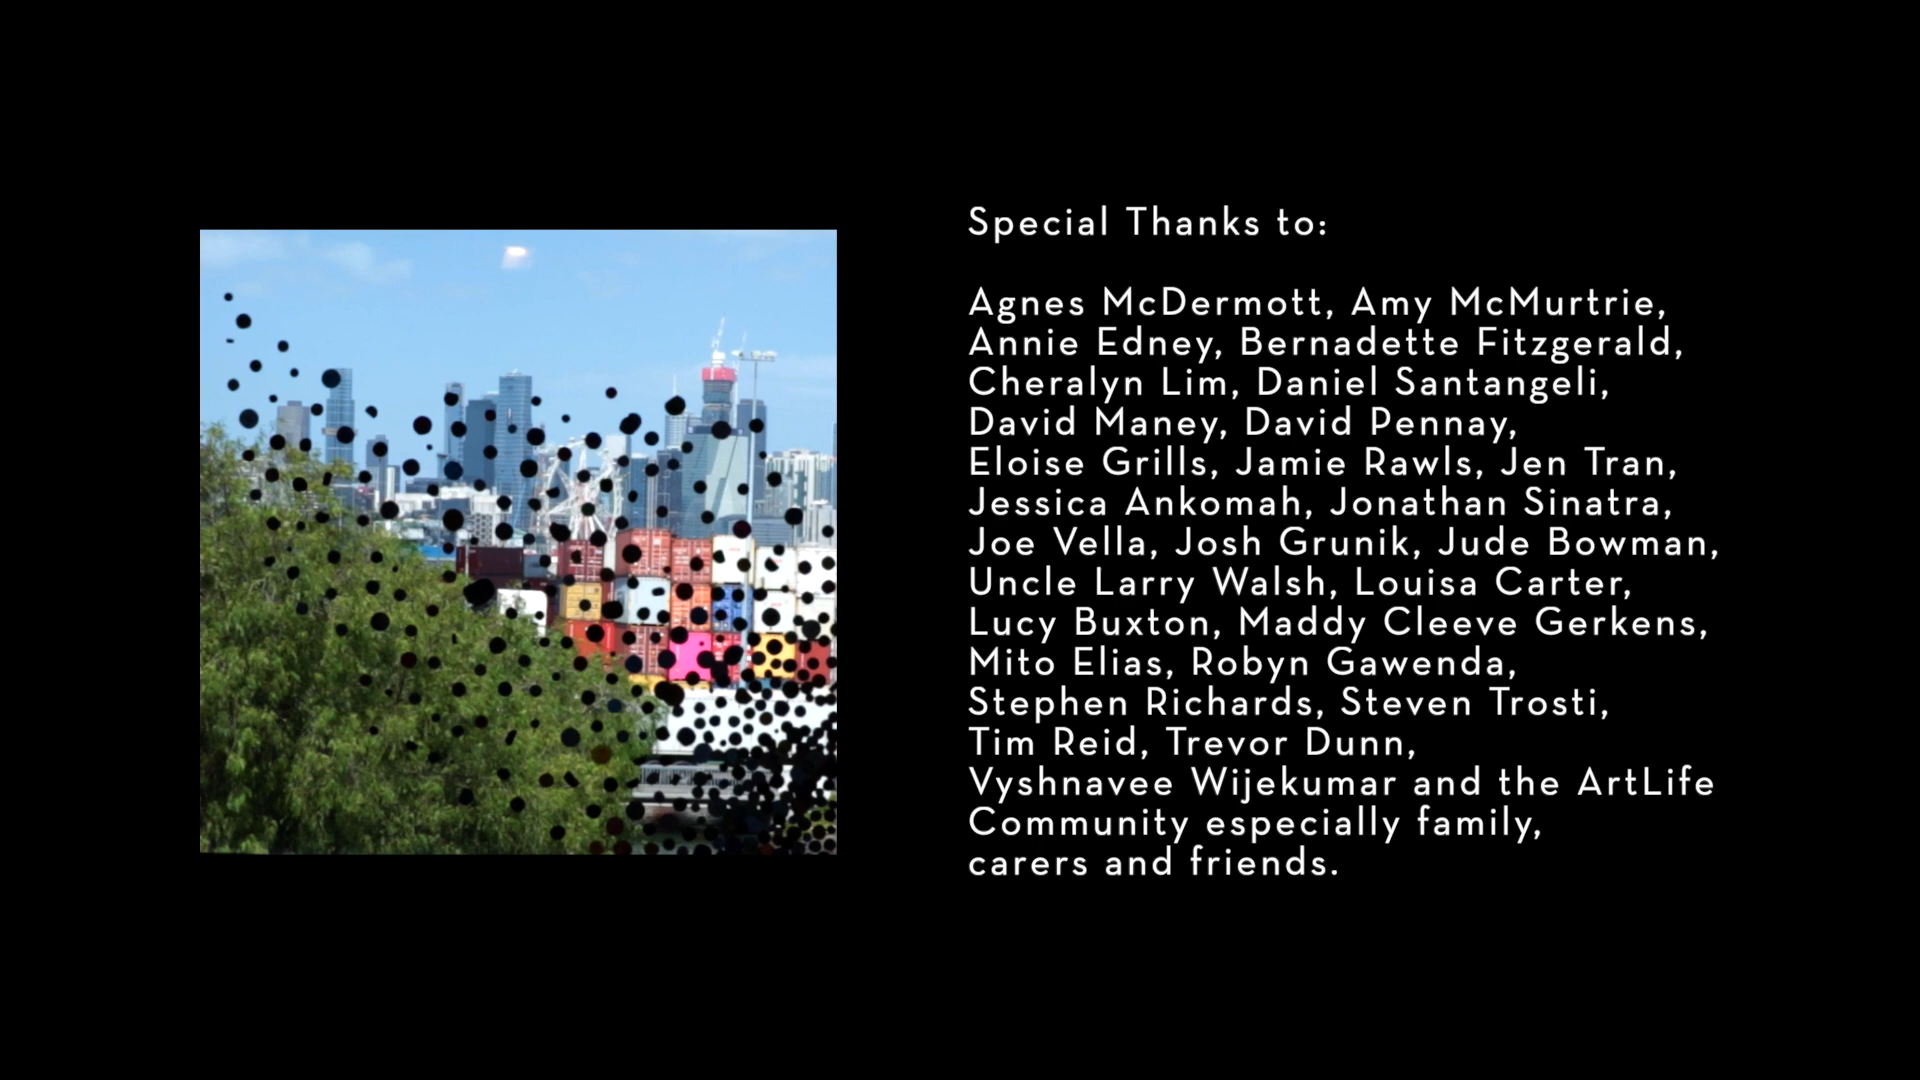 Special Thanks to:
Agnes McDermott, Amy McMurtrie,
Annie Edney, Bernadette Fitzgerald,
Cheralyn Lim, Daniel Santangeli,
David Maney, David Pennay,
Eloise Grills, Jamie Rawls, Jen Tran,
Jessica Ankomah, Jonathan Sinatra,
Joe Vella, Josh Grunik, Jude Bowman,
Uncle Larry Walsh, Louisa Carter,
Lucy Buxton, Maddy Cleeve Gerkens,
Mito Elias, Robyn Gawenda,
Stephen Richards, Steven Trosti,
Tim Reid, Trevor Dunn,
Vyshnavee Wijekumar and the ArtLife
Community especially family,
carers and friends.